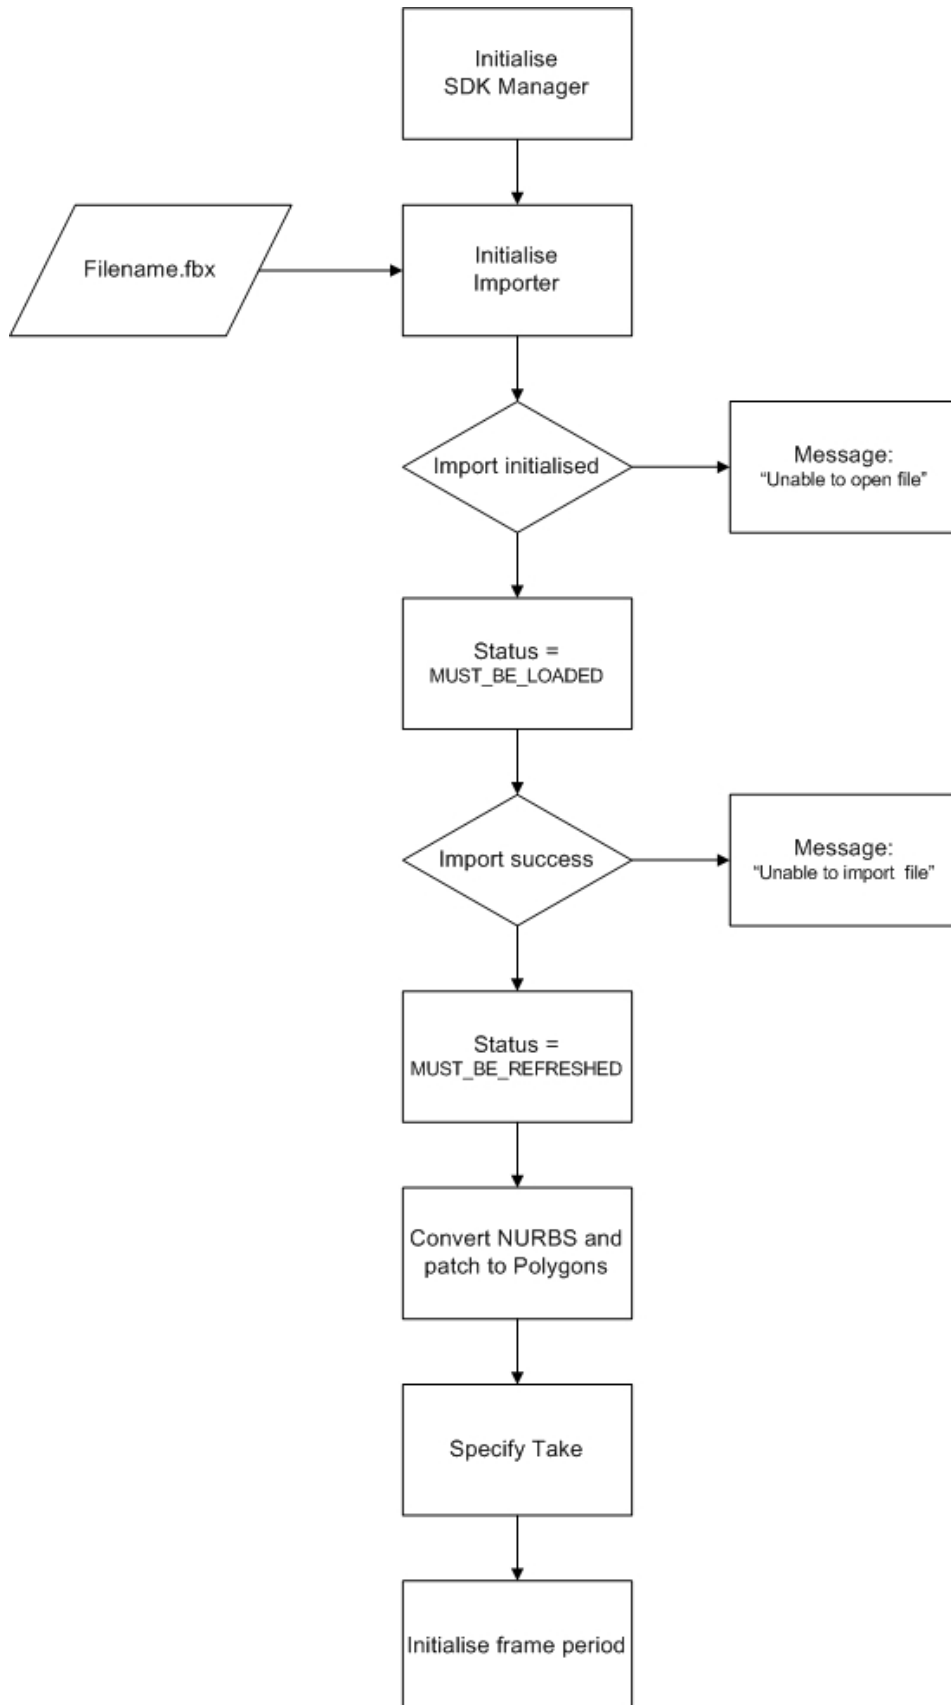 Initialise
SDK Manager
Filename.fbx
Initialise
Importer
Import initialised
Message:
“Unable to open file”
Status =
MUST_BE_LOADED
Import success
Message:
“Unable to import  file”
Status =
MUST_BE_REFRESHED
Convert NURBS and
patch to Polygons
Specify Take
Initialise frame period